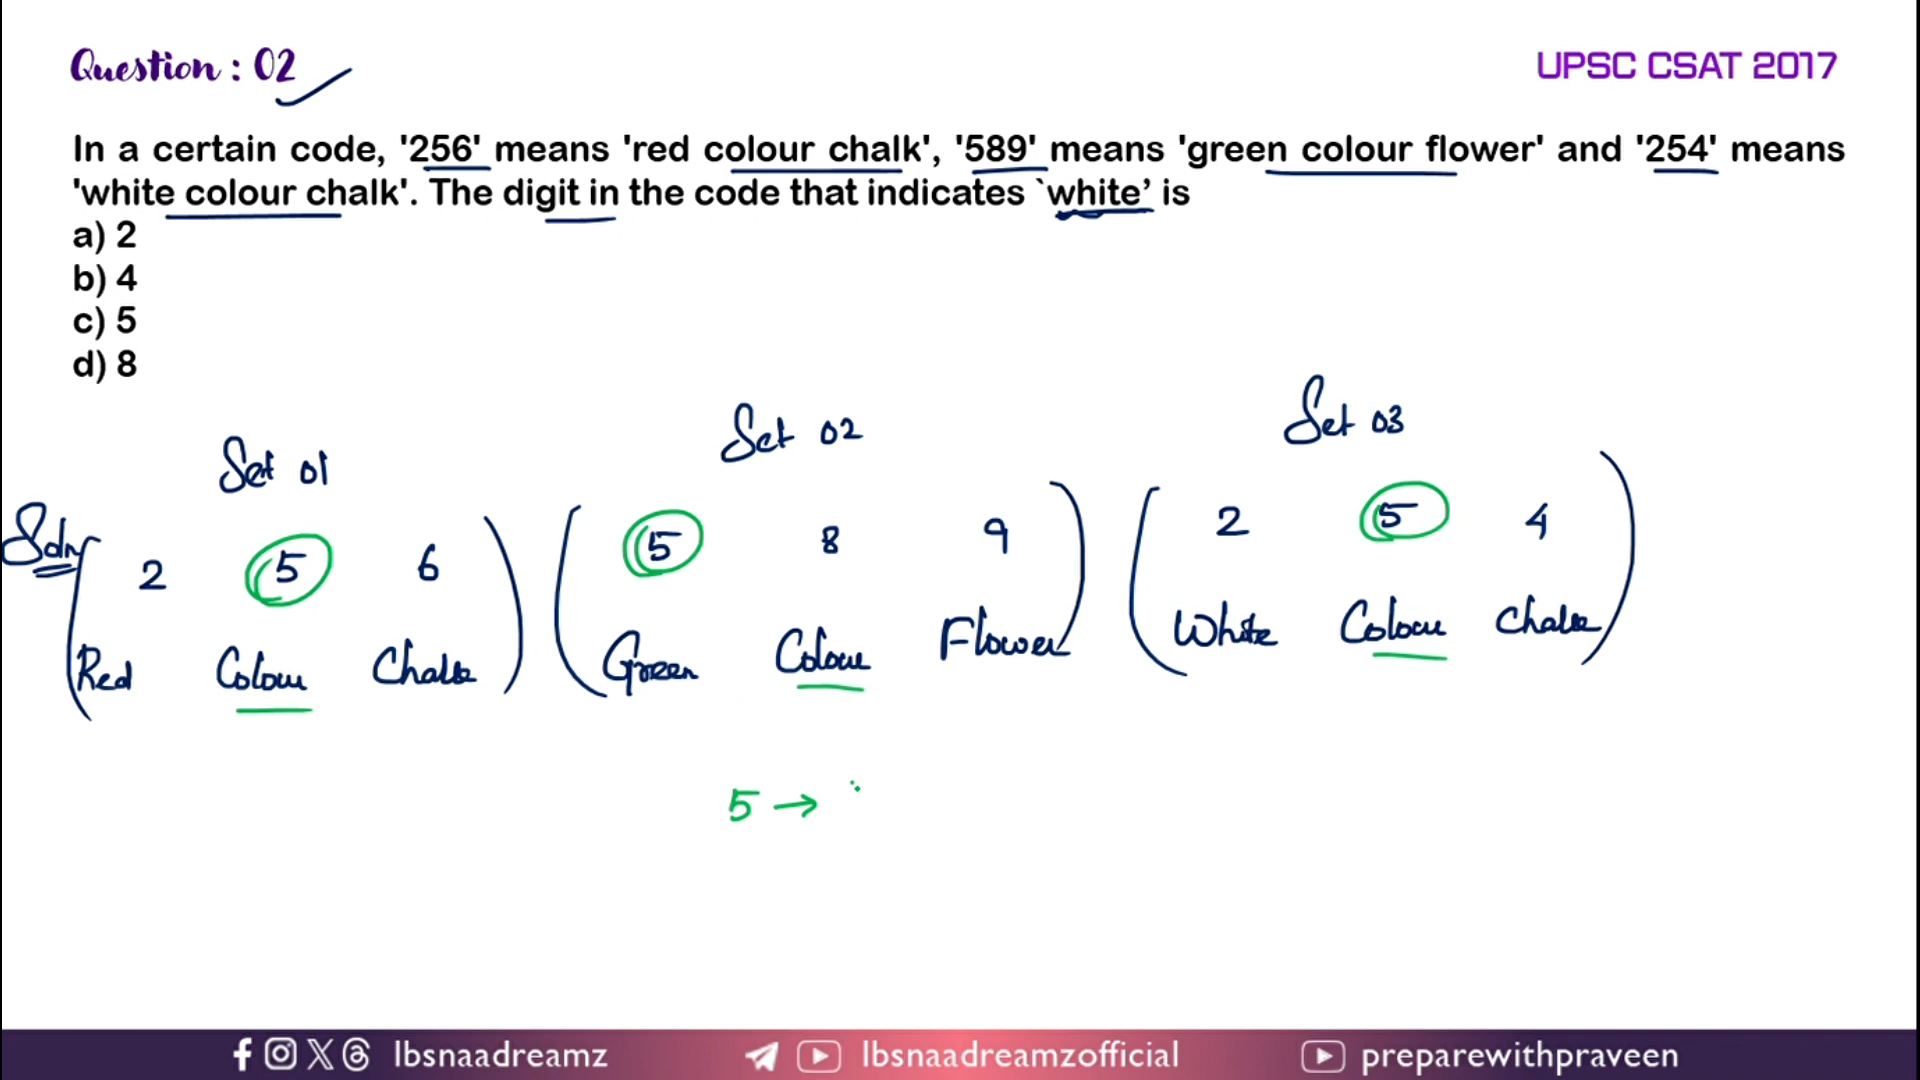 Question : 02
UPSC CSAT 2017
In a certain code, '256' means 'red colour chalk', '589' means 'green colour flower' and '254' means
'white colour chalk'. The digit in the code that indicates `white’ is
a) 2
b) 4
c) 5
d) 8
Set 01 Set 02 Set 03
Soln
2 5 6 5 8 9 2 5 4
Red Colour Chalk Green Colour Flower White Colour Chalk
5 →
lbsnaadreamz lbsnaadreamzofficial preparewithpraveen